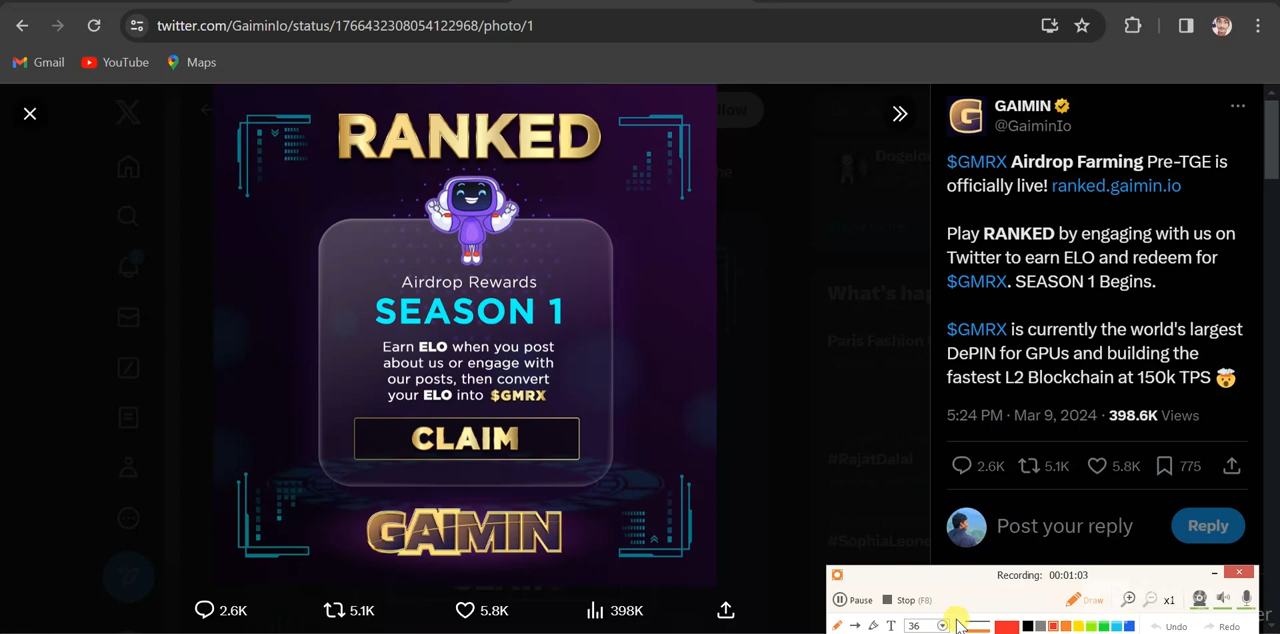 twitter.com/GaiminIo/status/1766432308054122968/photo/1
Gmail YouTube Maps
RANKED
Airdrop Rewards
SEASON 1
Earn ELO when you post
about us or engage with
our posts, then convert
your ELO into $GMRX
CLAIM
GAIMIN
2.6K 5.1K 5.8K 398K
What's hap
Paris Fashion
#RajatDalal
#SophiaLeone
GAIMIN
@GaiminIo
$GMRX Airdrop Farming Pre-TGE is
officially live! ranked.gaimin.io
Play RANKED by engaging with us on
Twitter to earn ELO and redeem for
$GMRX. SEASON 1 Begins.
$GMRX is currently the world's largest
DePIN for GPUs and building the
fastest L2 Blockchain at 150k TPS 🤯
5:24 PM · Mar 9, 2024 · 398.6K Views
2.6K 5.1K 5.8K 775
Post your reply Reply
Recording: 00:01:03
Pause Stop (F8) Draw x1
T 36 Undo Redo